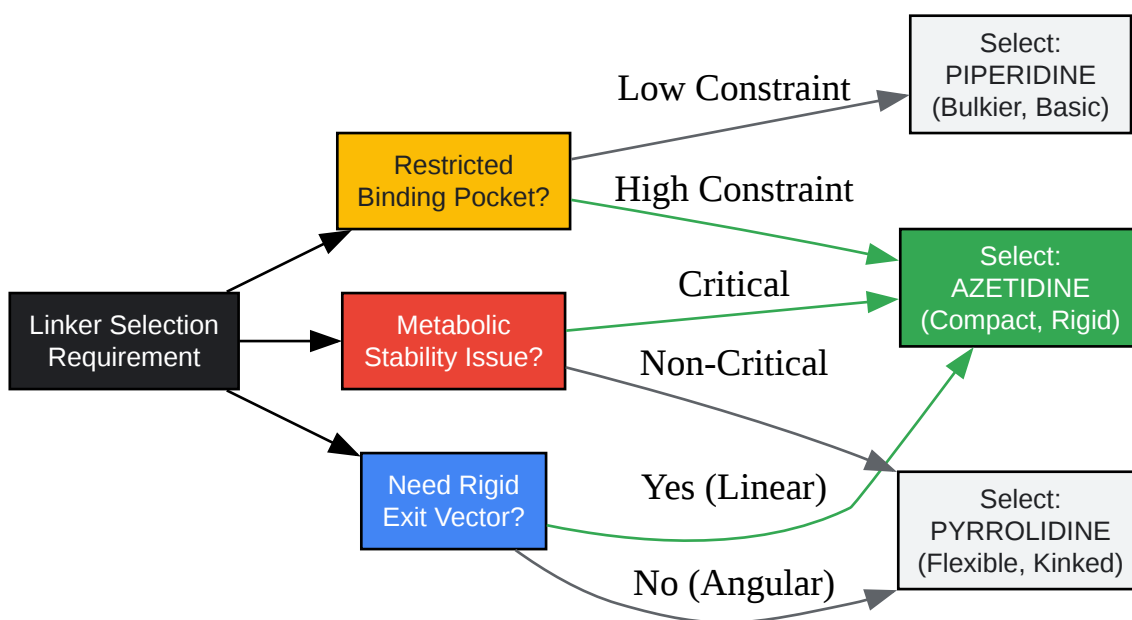 Linker Selection
Requirement
Restricted
Binding Pocket?
Metabolic
Stability Issue?
Need Rigid
Exit Vector?
Low Constraint
High Constraint
Critical
Non-Critical
Yes (Linear)
No (Angular)
Select:
PIPERIDINE
(Bulkier, Basic)
Select:
AZETIDINE
(Compact, Rigid)
Select:
PYRROLIDINE
(Flexible, Kinked)